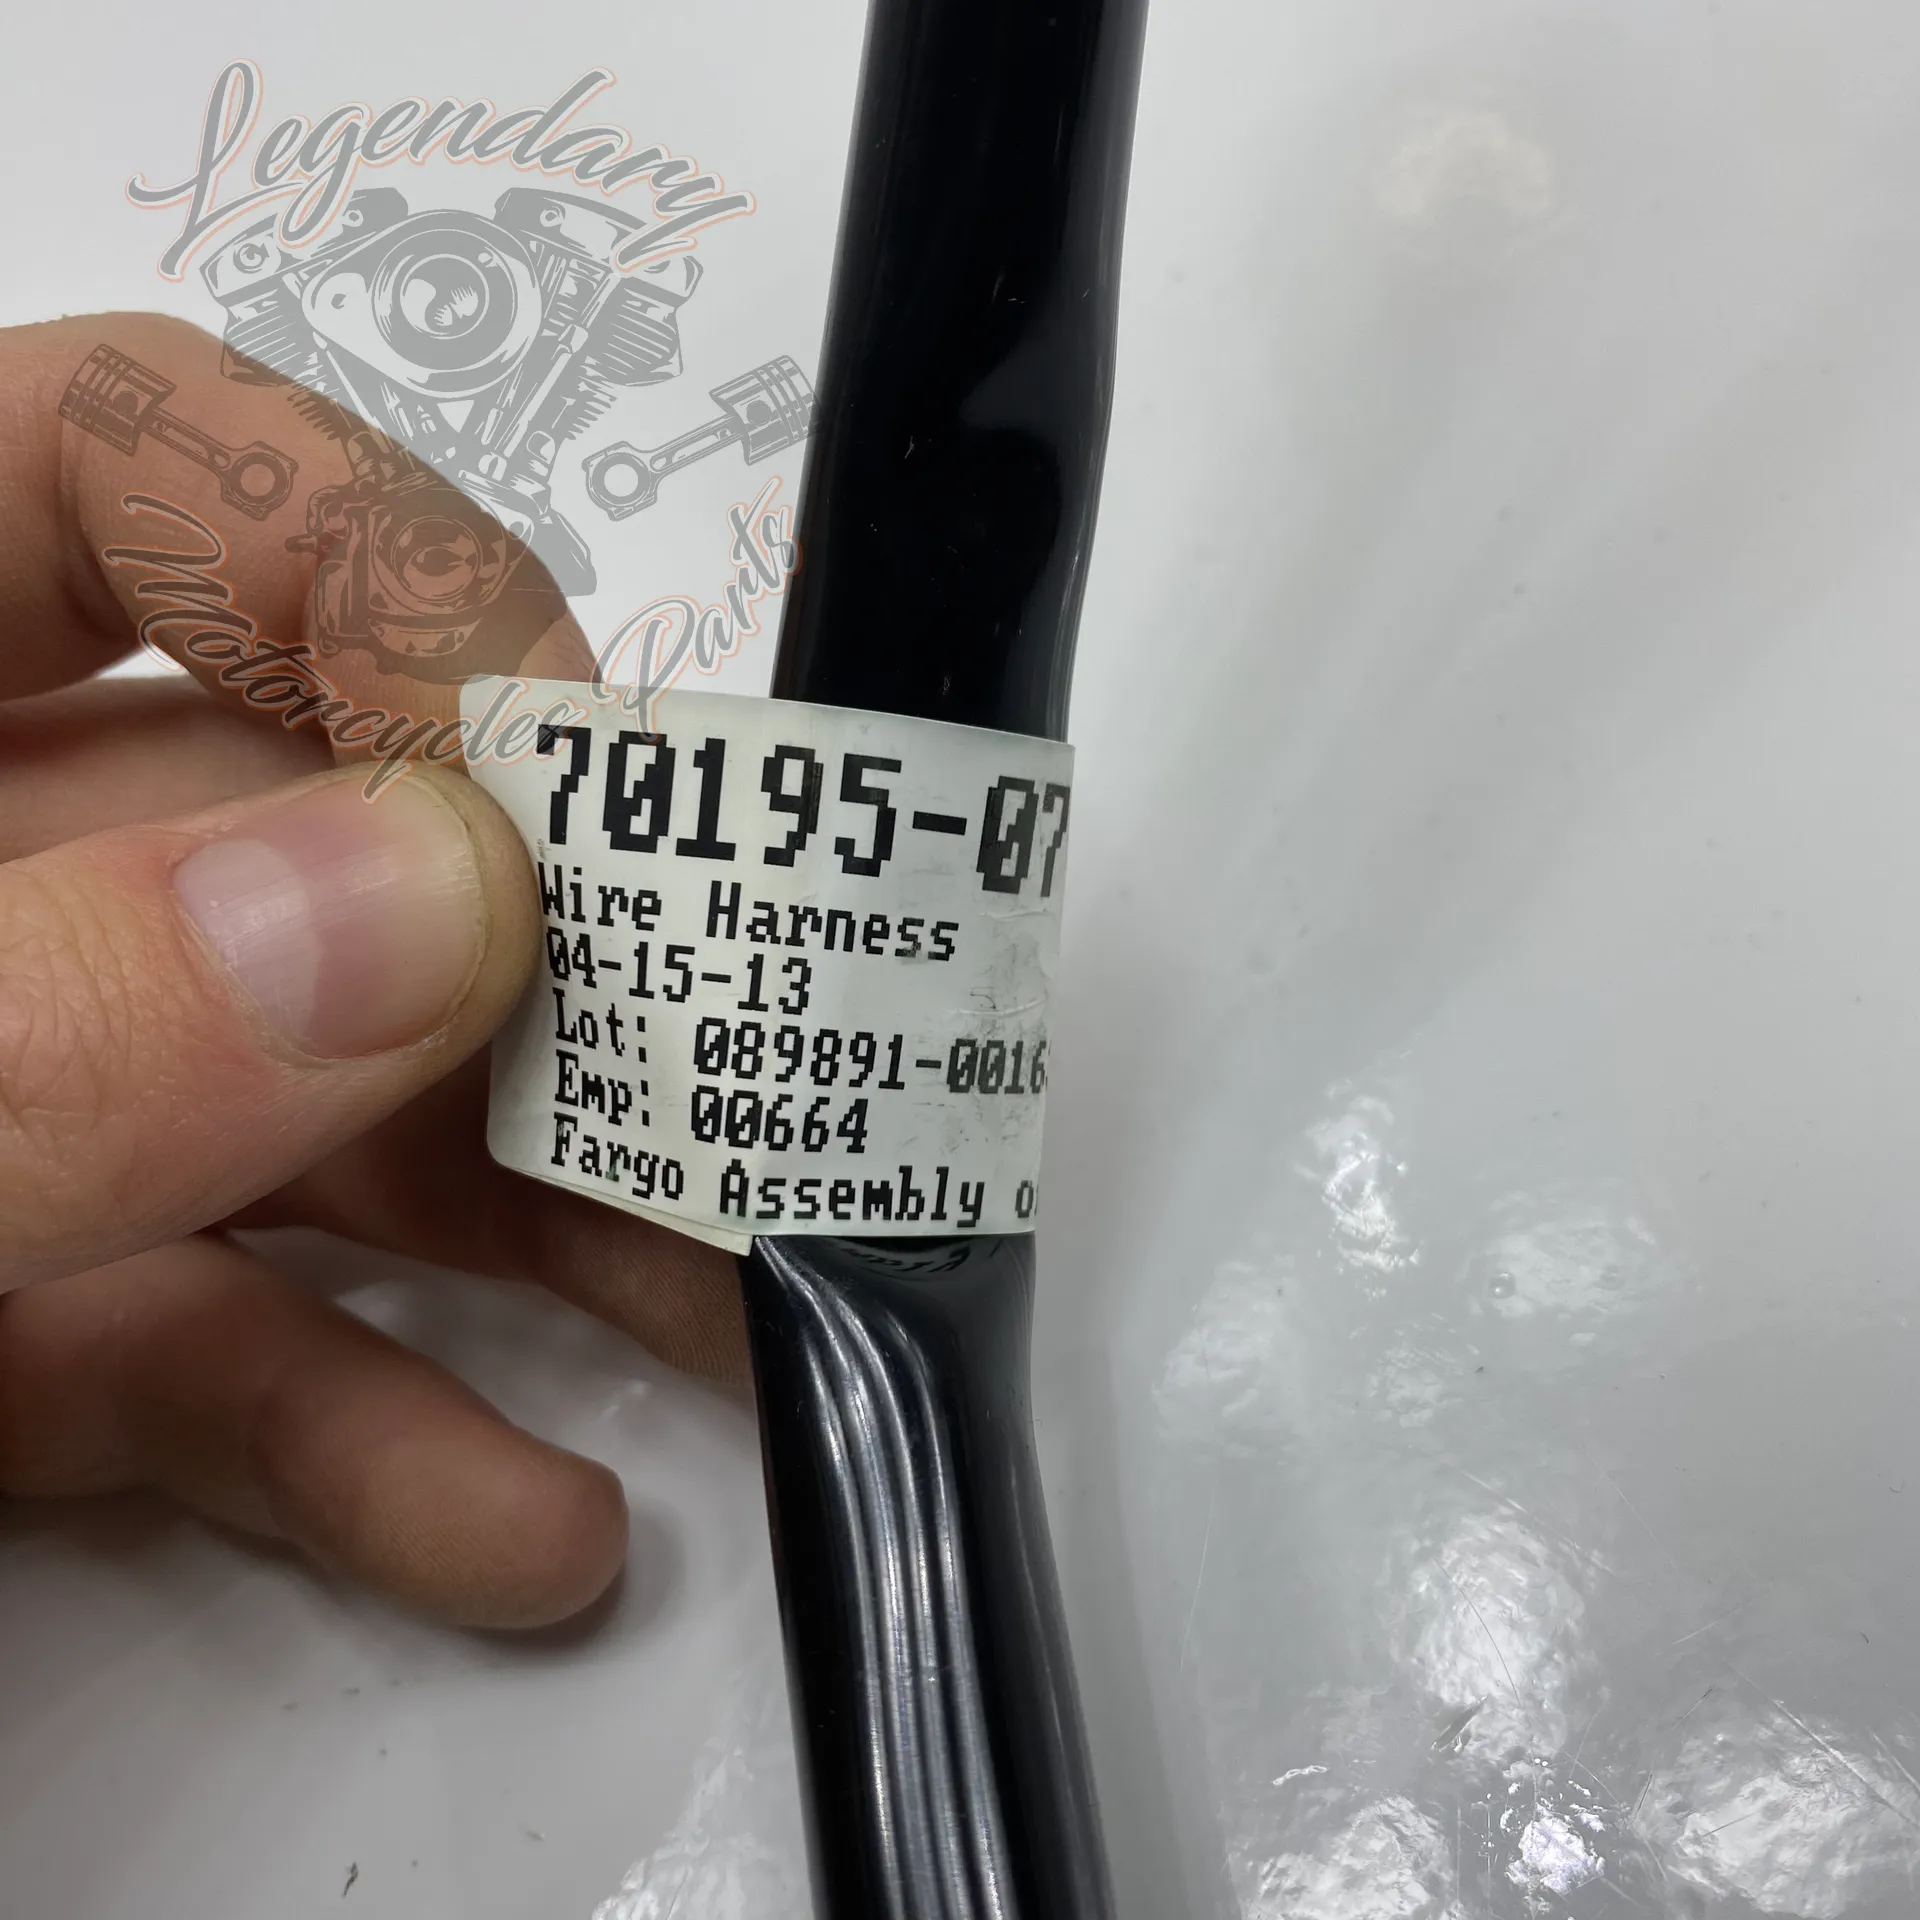 Legendary
Motorcycles Parts
70195-07
Wire Harness
04-15-13
Lot: 089891-0016
Emp: 00664
Fargo Assembly